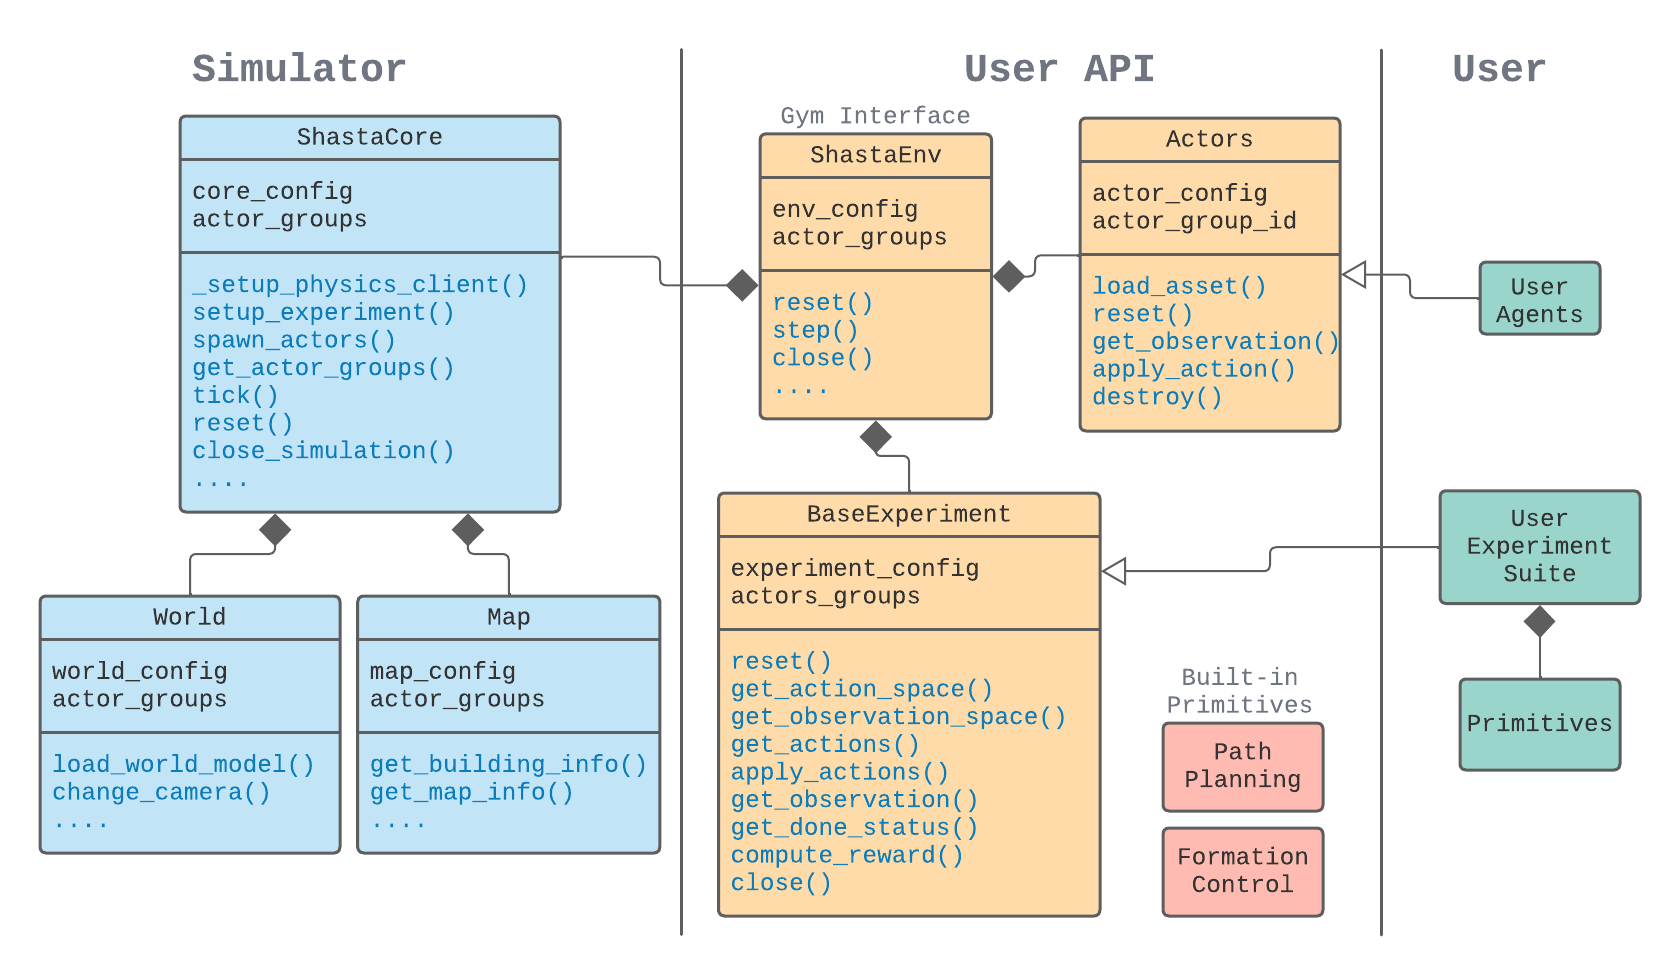 Simulator
User API
User
ShastaCore
core_config
actor_groups
_setup_physics_client()
setup_experiment()
spawn_actors()
get_actor_groups()
tick()
reset()
close_simulation()
....
World
world_config
actor_groups
load_world_model()
change_camera()
....
Map
map_config
actor_groups
get_building_info()
get_map_info()
....
Gym Interface
ShastaEnv
env_config
actor_groups
reset()
step()
close()
....
Actors
actor_config
actor_group_id
load_asset()
reset()
get_observation()
apply_action()
destroy()
BaseExperiment
experiment_config
actors_groups
reset()
get_action_space()
get_observation_space()
get_actions()
apply_actions()
get_observation()
get_done_status()
compute_reward()
close()
Built-in
Primitives
Path
Planning
Formation
Control
User
Agents
User
Experiment
Suite
Primitives